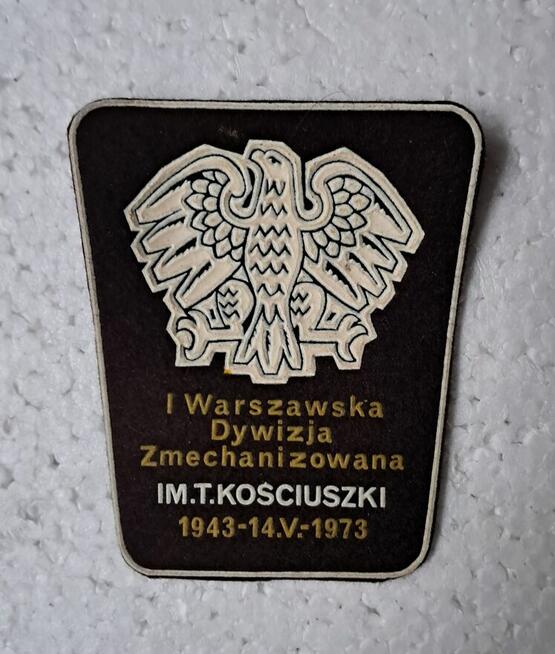 I Warszawska
Dywizja
Zmechanizowana
IM.T.KOŚCIUSZKI
1943-14.V.-1973